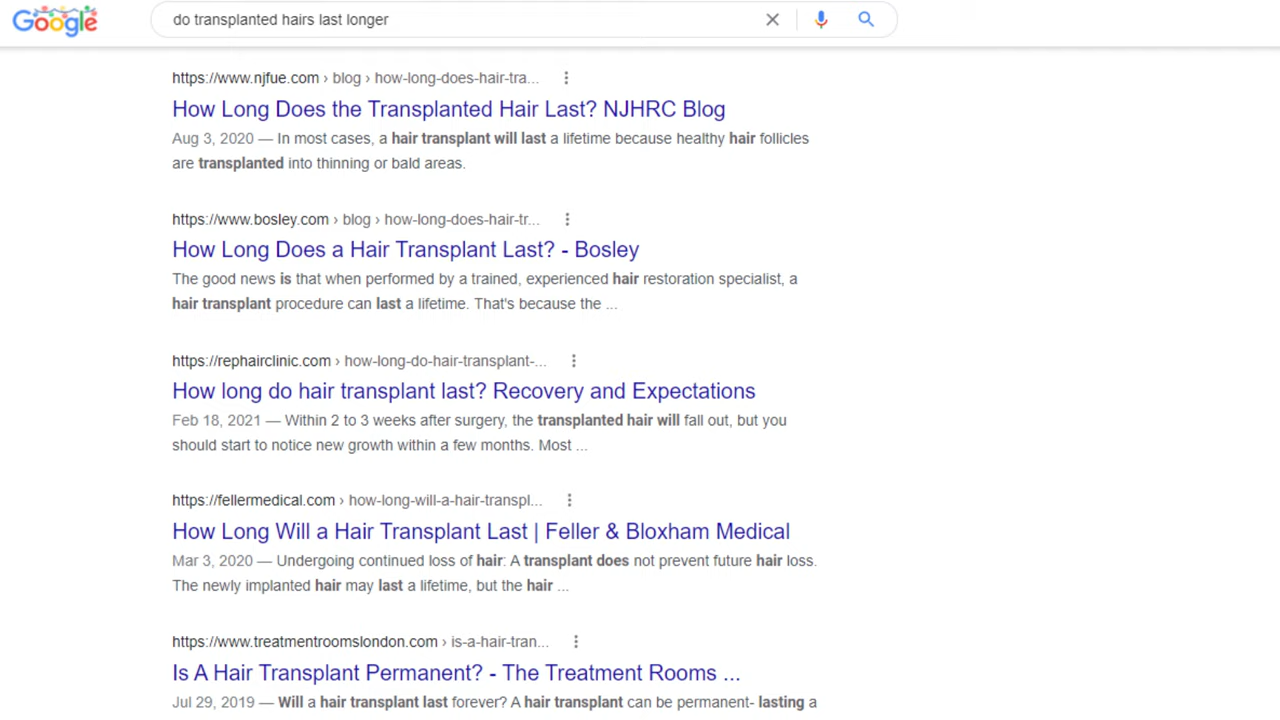 Google
do transplanted hairs last longer
https://www.njfue.com › blog › how-long-does-hair-tra...
How Long Does the Transplanted Hair Last? NJHRC Blog
Aug 3, 2020 — In most cases, a hair transplant will last a lifetime because healthy hair follicles
are transplanted into thinning or bald areas.
https://www.bosley.com › blog › how-long-does-hair-tr...
How Long Does a Hair Transplant Last? - Bosley
The good news is that when performed by a trained, experienced hair restoration specialist, a
hair transplant procedure can last a lifetime. That's because the ...
https://rephairclinic.com › how-long-do-hair-transplant-...
How long do hair transplant last? Recovery and Expectations
Feb 18, 2021 — Within 2 to 3 weeks after surgery, the transplanted hair will fall out, but you
should start to notice new growth within a few months. Most ...
https://fellermedical.com › how-long-will-a-hair-transpl...
How Long Will a Hair Transplant Last | Feller & Bloxham Medical
Mar 3, 2020 — Undergoing continued loss of hair: A transplant does not prevent future hair loss.
The newly implanted hair may last a lifetime, but the hair ...
https://www.treatmentroomslondon.com › is-a-hair-tran...
Is A Hair Transplant Permanent? - The Treatment Rooms ...
Jul 29, 2019 — Will a hair transplant last forever? A hair transplant can be permanent- lasting a